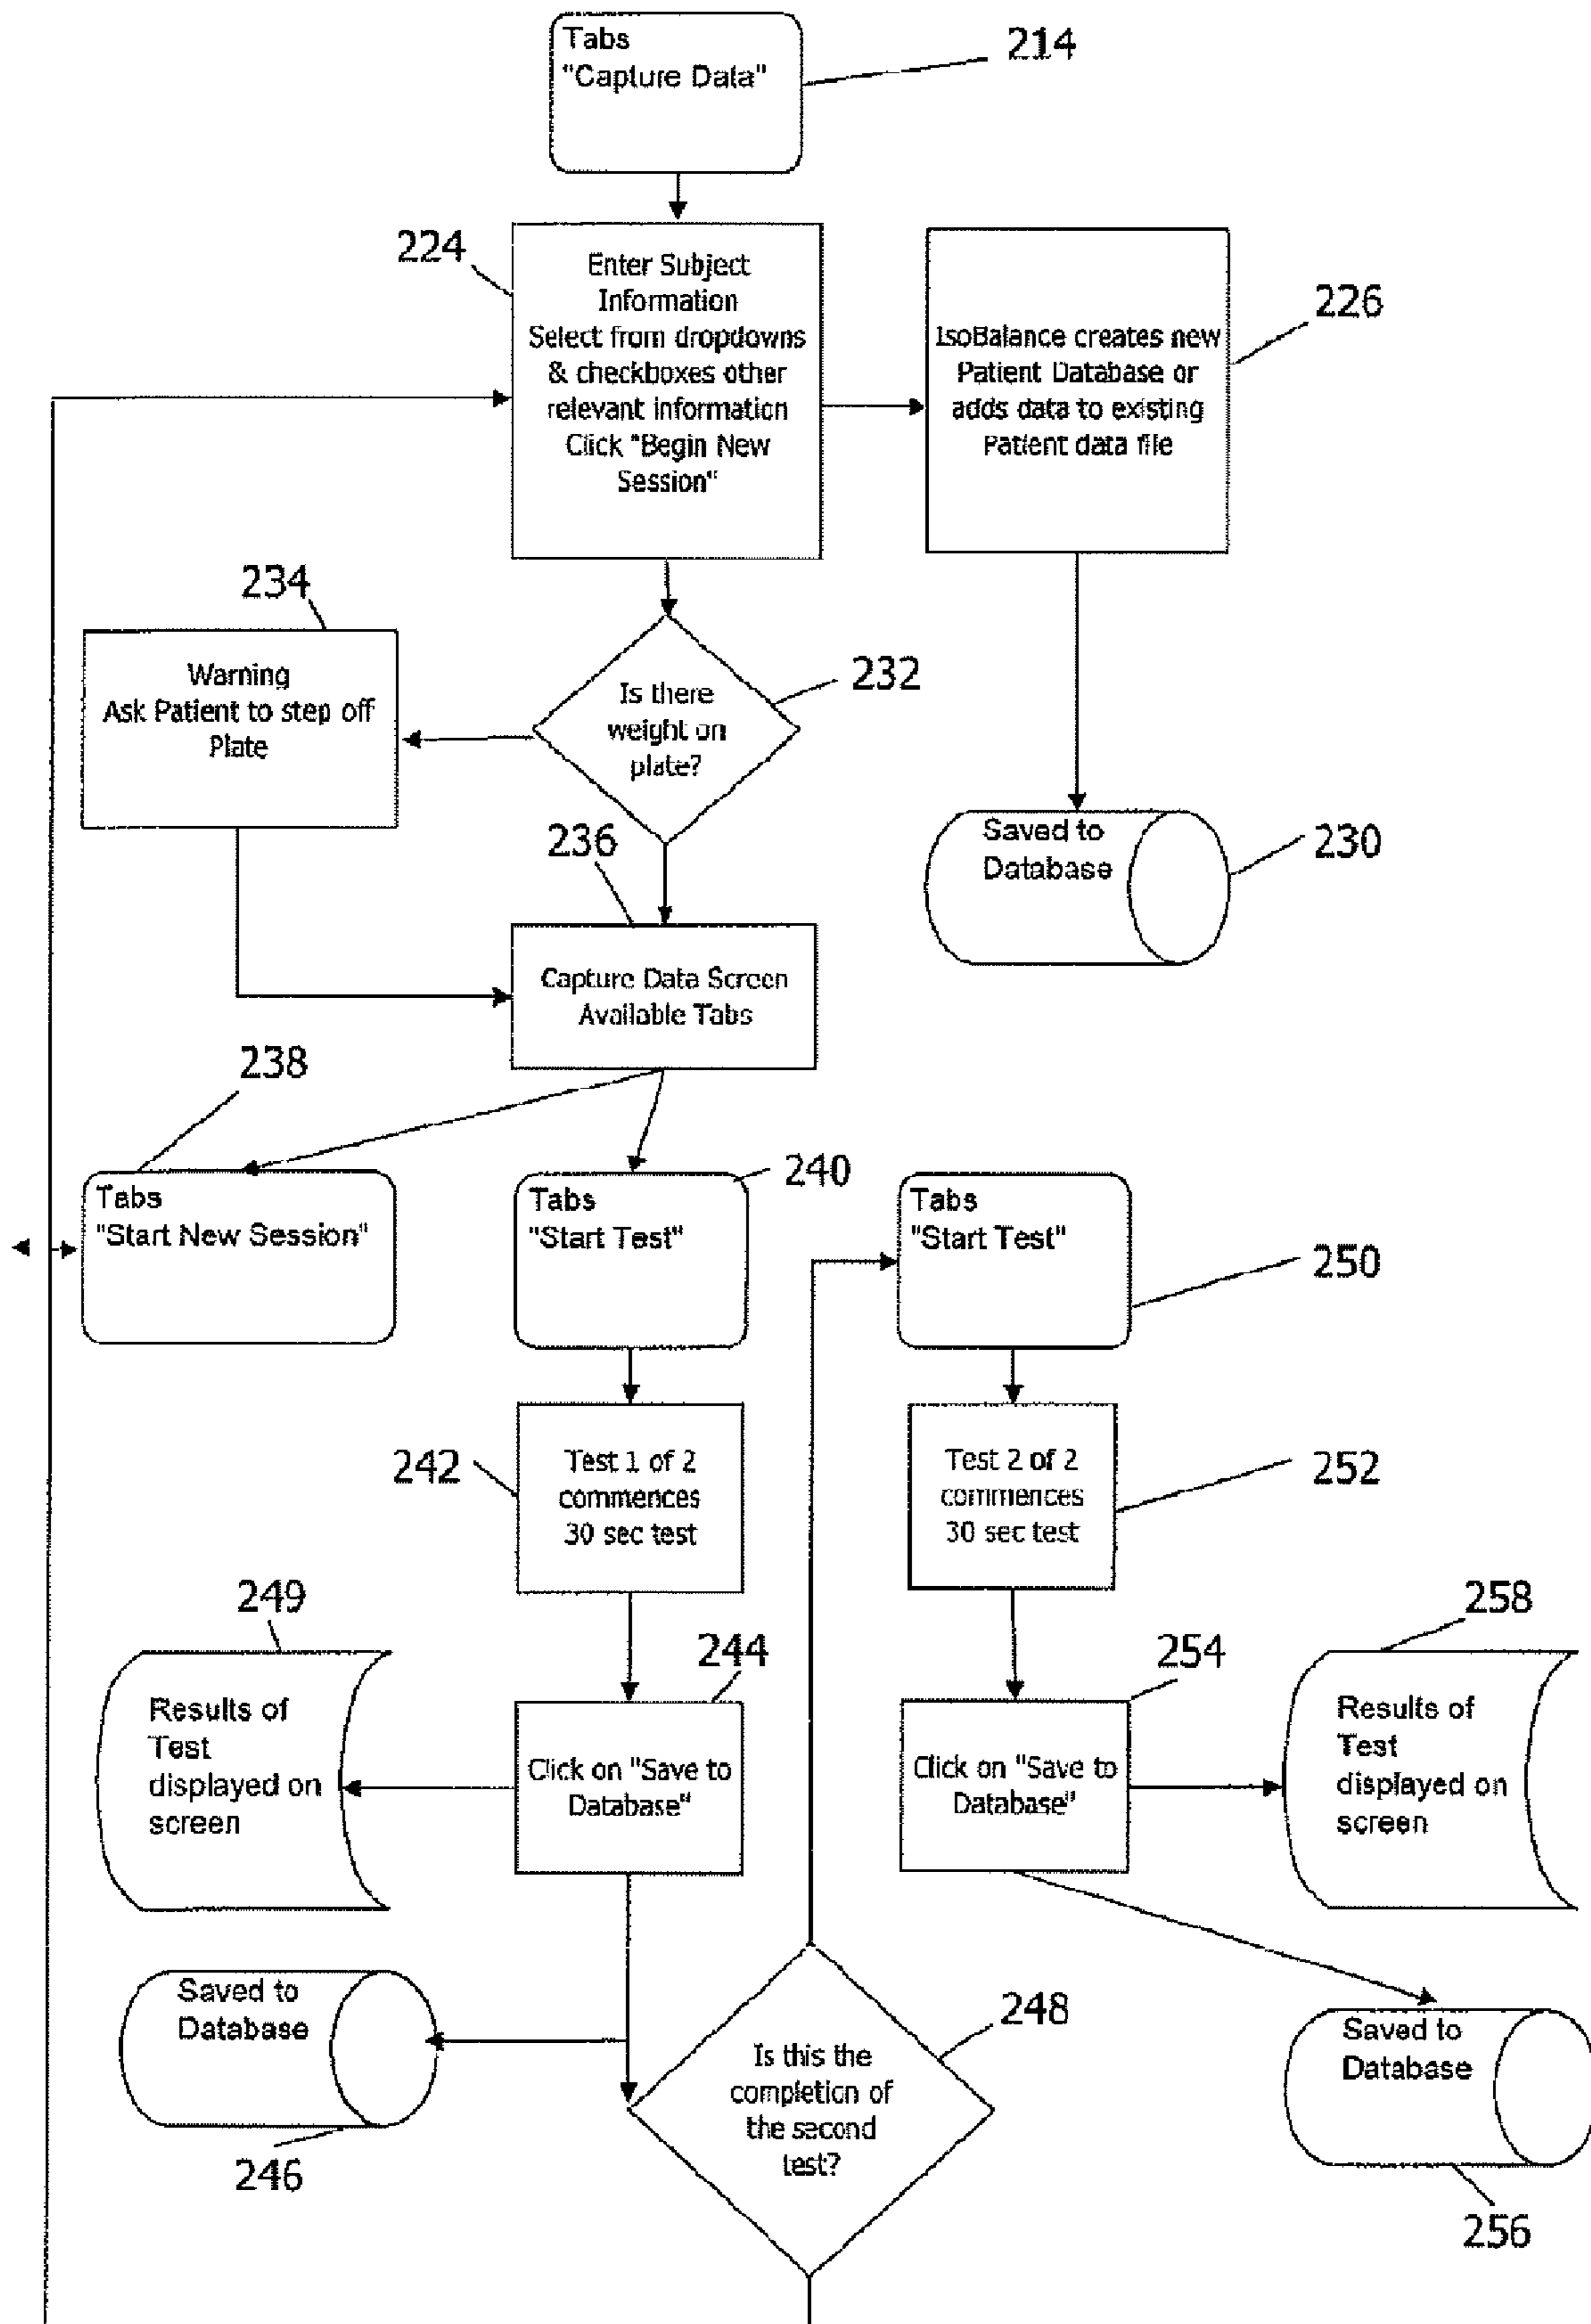 Tabs
"Capture Data"
214
224
Enter Subject
Information
Select from dropdowns
& checkboxes other
relevant information
Click "Begin New
Session"
226
IsoBalance creates new
Patient Database or
adds data to existing
Patient data file
234
Warning
Ask Patient to step off
Plate
232
Is there
weight on
plate?
230
Saved to
Database
236
Capture Data Screen
Available Tabs
238
Tabs
"Start New Session"
240
Tabs
"Start Test"
Tabs
"Start Test"
250
242
Test 1 of 2
commences
30 sec test
Test 2 of 2
commences
30 sec test
252
249
Results of
Test
displayed on
screen
244
Click on "Save to
Database"
254
Click on "Save to
Database"
258
Results of
Test
displayed on
screen
Saved to
Database
246
248
Is this the
completion of
the second
test?
Saved to
Database
256